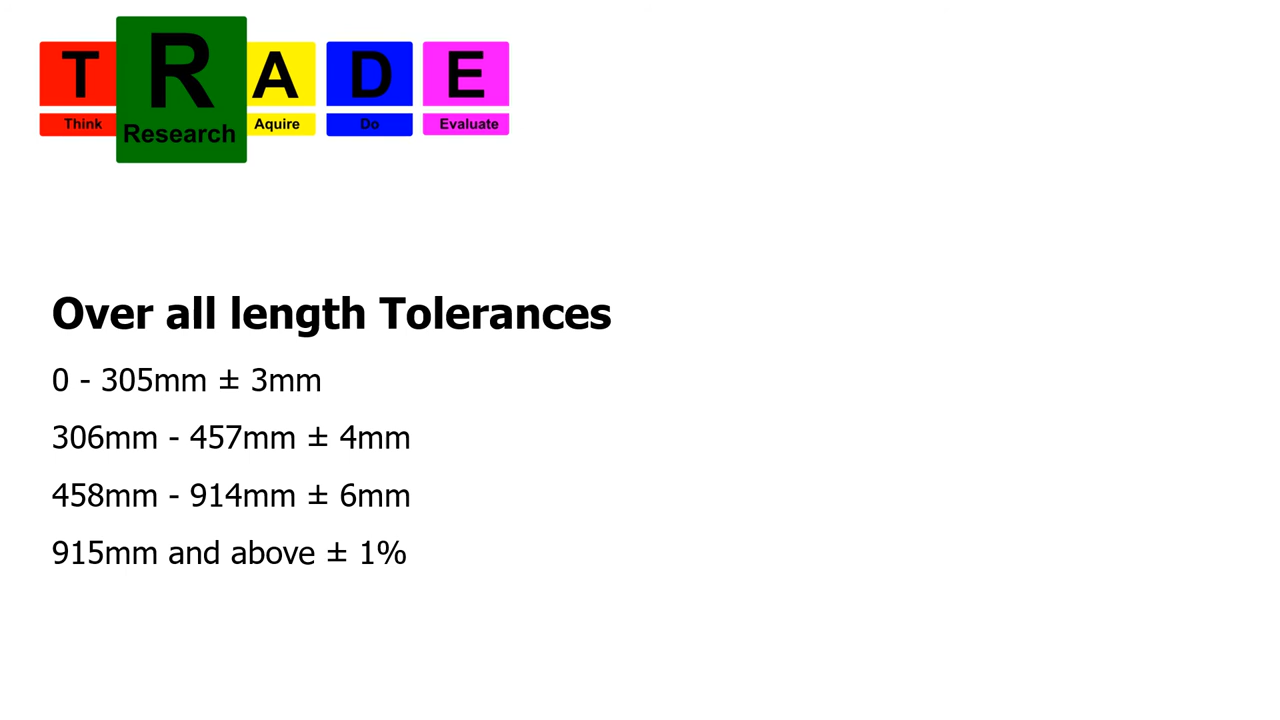 T R A D E
Think Research Aquire Do Evaluate
Over all length Tolerances
0 - 305mm ± 3mm
306mm - 457mm ± 4mm
458mm - 914mm ± 6mm
915mm and above ± 1%